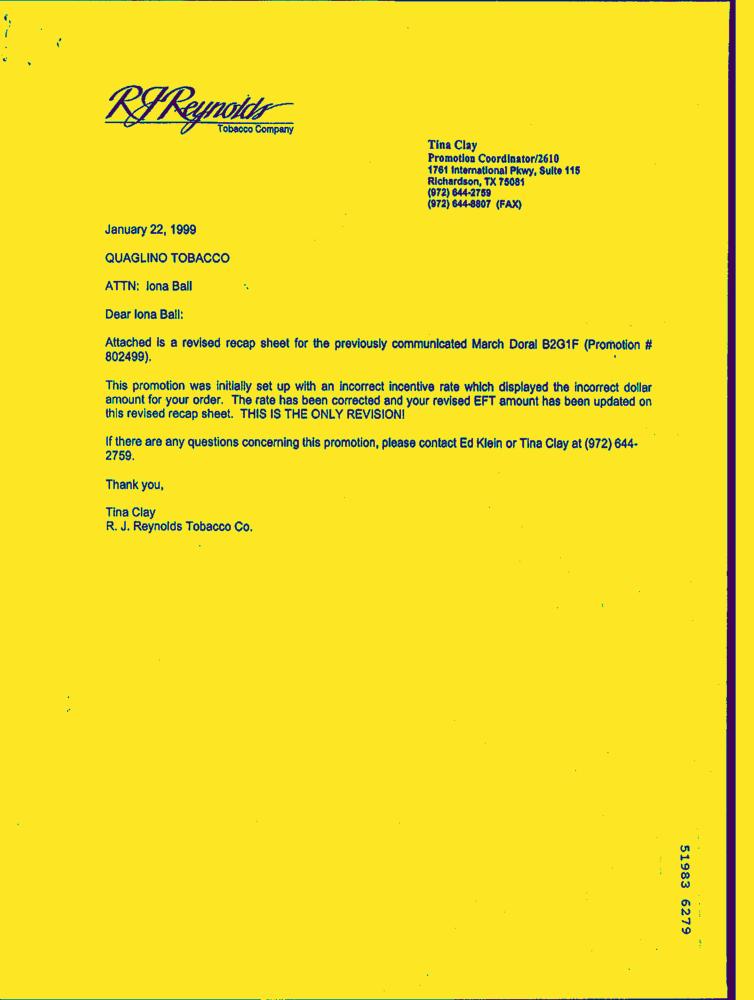 RJReynolds
Tobacco Company
Tina Clay
Promotion Coordinator/2610
1761 International Pkwy, Suite 115
Richardson, TX 75081
(972) 644-2759
(972) 644-8807 (FAX)
January 22, 1999
QUAGLINO TOBACCO
ATTN: Iona Ball
Dear Iona Ball:
Attached is a revised recap sheet for the previously communicated March Doral B2G1F (Promotion #
802499).
This promotion was initially set up with an incorrect incentive rate which displayed the incorrect dollar
amount for your order. The rate has been corrected and your revised EFT amount has been updated on
this revised recap sheet. THIS IS THE ONLY REVISION!
If there are any questions concerning this promotion, please contact Ed Klein or Tina Clay at (972) 644-
2759.
Thank you,
Tina Clay
R. J. Reynolds Tobacco Co.
51983 6279